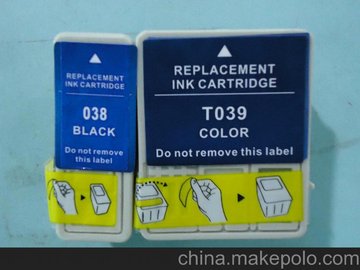 REPLACEMENT
INK CARTRIDGE
038
BLACK
Do not remove
this label
REPLACEMENT
INK CARTRIDGE
T039
COLOR
Do not remove this label
china.makepolo.com